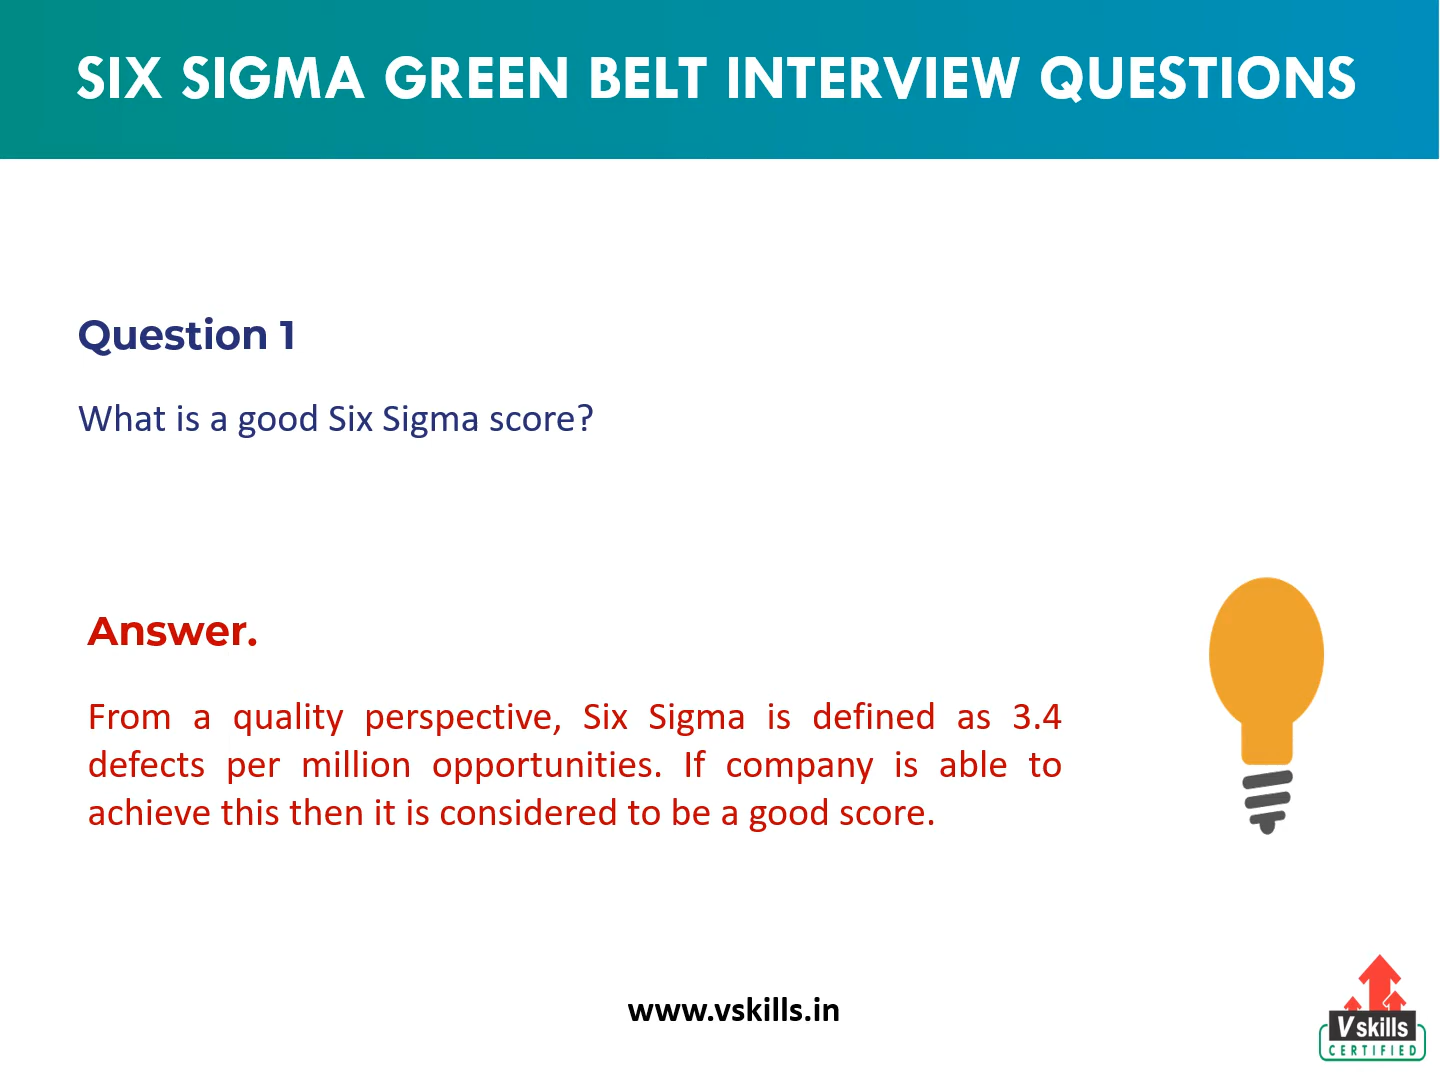 SIX SIGMA GREEN BELT INTERVIEW QUESTIONS
Question 1
What is a good Six Sigma score?
Answer.
From a quality perspective, Six Sigma is defined as 3.4
defects per million opportunities. If company is able to
achieve this then it is considered to be a good score.
www.vskills.in
Vskills
CERTIFIED